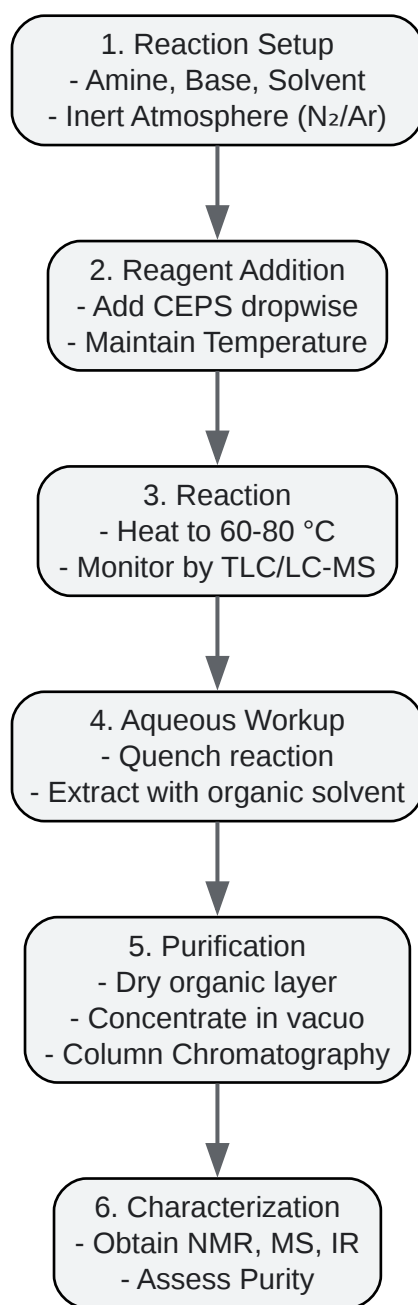 1. Reaction Setup
- Amine, Base, Solvent
- Inert Atmosphere (N₂/Ar)
2. Reagent Addition
- Add CEPS dropwise
- Maintain Temperature
3. Reaction
- Heat to 60-80 °C
- Monitor by TLC/LC-MS
4. Aqueous Workup
- Quench reaction
- Extract with organic solvent
5. Purification
- Dry organic layer
- Concentrate in vacuo
- Column Chromatography
6. Characterization
- Obtain NMR, MS, IR
- Assess Purity